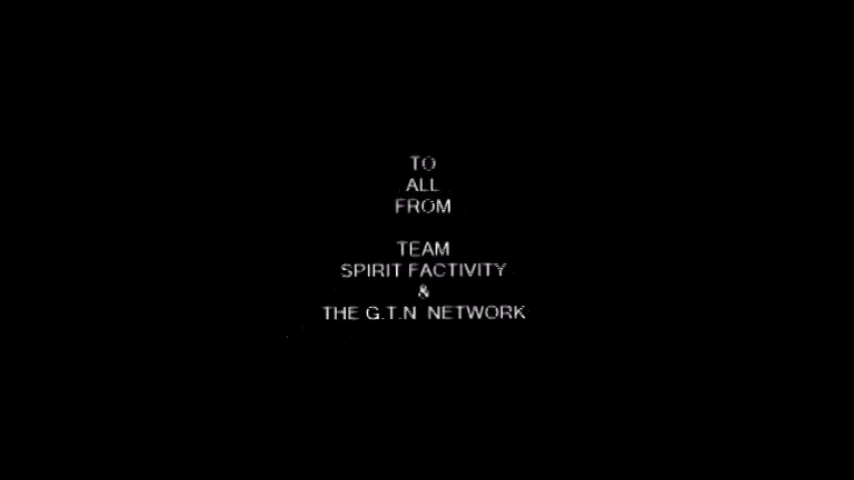 TO
ALL
FROM
TEAM
SPIRIT FACTIVITY
&
THE G.T.N NETWORK